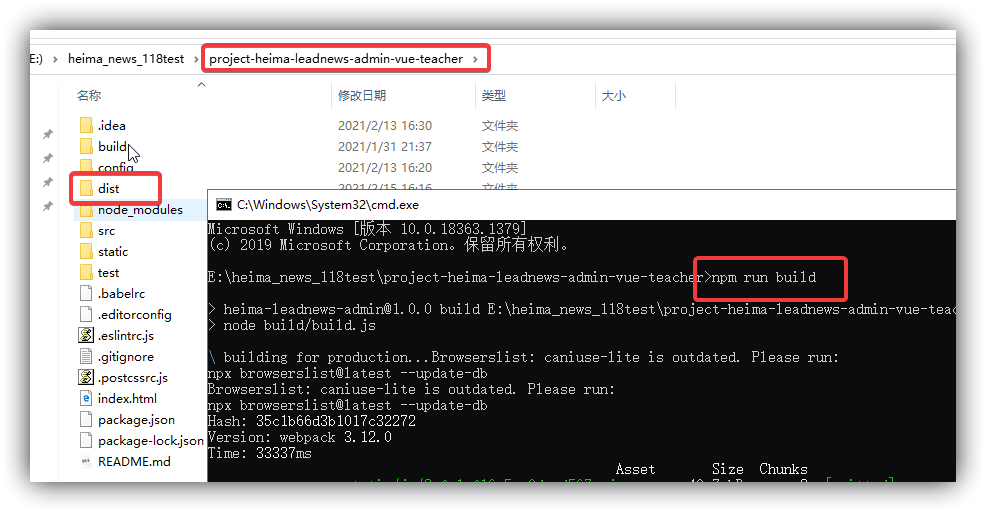 E:) > heima_news_118test > project-heima-leadnews-admin-vue-teacher >
名称 修改日期 类型 大小
.idea 2021/2/13 16:30 文件夹
build 2021/1/31 21:37 文件夹
config 2021/2/13 16:20 文件夹
dist 2021/2/15 16:16 文件夹
node_modules
src
static
test
.babelrc
.editorconfig
.eslintrc.js
.gitignore
.postcssrc.js
index.html
package.json
package-lock.json
README.md
C:\Windows\System32\cmd.exe
Microsoft Windows [版本 10.0.18363.1379]
(c) 2019 Microsoft Corporation。保留所有权利。
E:\heima_news_118test\project-heima-leadnews-admin-vue-teacher>npm run build
> heima-leadnews-admin@1.0.0 build E:\heima_news_118test\project-heima-leadnews-admin-vue-teac
> node build/build.js
\ building for production...Browserslist: caniuse-lite is outdated. Please run:
npx browserslist@latest --update-db
Browserslist: caniuse-lite is outdated. Please run:
npx browserslist@latest --update-db
Hash: 35c1b66d3b1017c32272
Version: webpack 3.12.0
Time: 33337ms
Asset Size Chunks